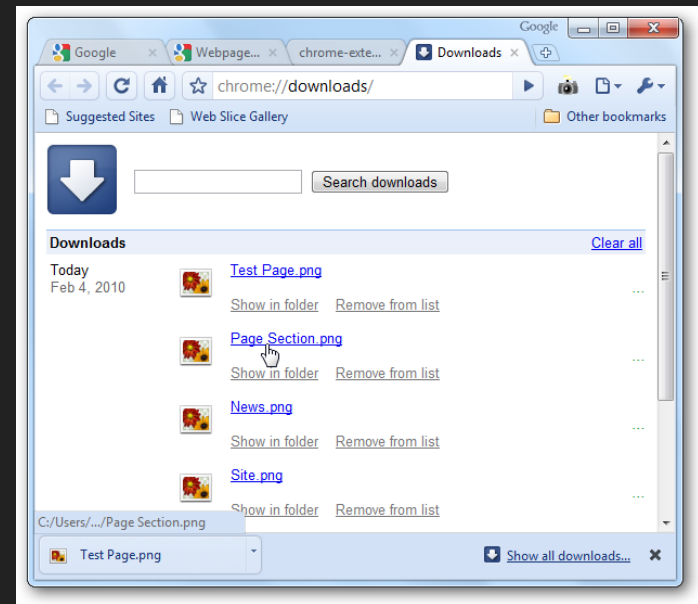 Google
Google Webpage... chrome-exte... Downloads
chrome://downloads/
Suggested Sites Web Slice Gallery Other bookmarks
Search downloads
Downloads Clear all
Today
Feb 4, 2010
Test Page.png
Show in folder Remove from list
...
Page Section.png
Show in folder Remove from list
...
News.png
Show in folder Remove from list
...
Site.png
Show in folder Remove from list
...
C:/Users/.../Page Section.png
Test Page.png Show all downloads...